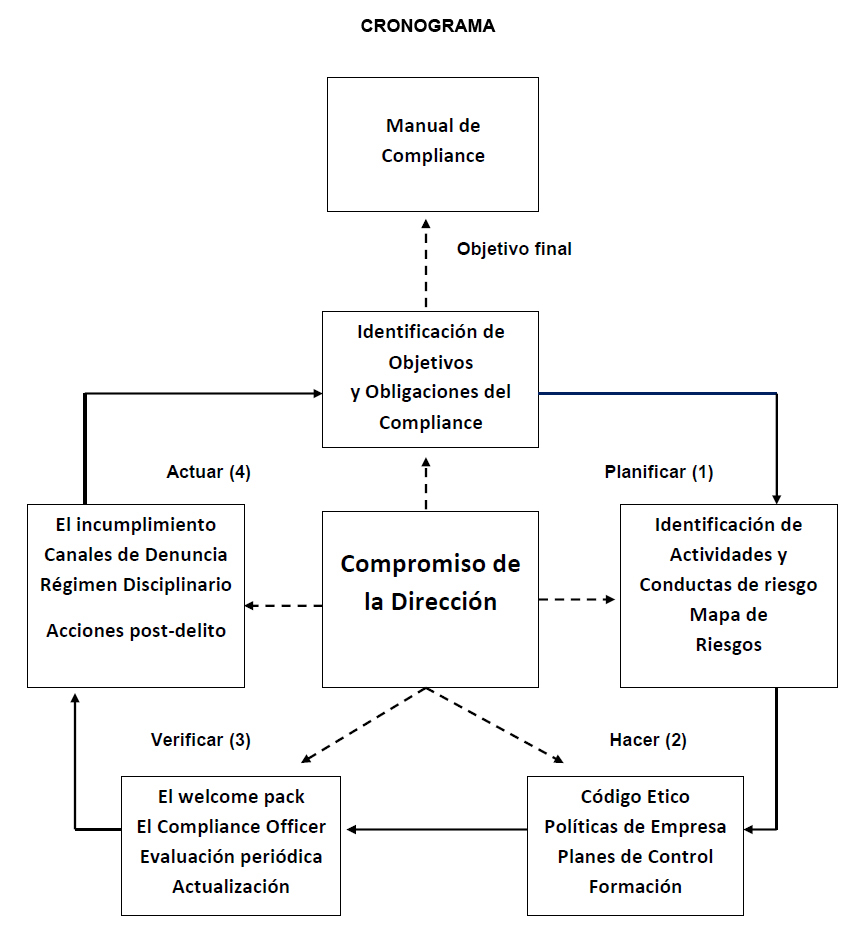 CRONOGRAMA
Manual de
Compliance
Objetivo final
Identificación de
Objetivos
y Obligaciones del
Compliance
Actuar (4)
Planificar (1)
El incumplimiento
Canales de Denuncia
Régimen Disciplinario
Acciones post-delito
Compromiso de
la Dirección
Identificación de
Actividades y
Conductas de riesgo
Mapa de
Riesgos
Verificar (3)
Hacer (2)
El welcome pack
El Compliance Officer
Evaluación periódica
Actualización
Código Etico
Políticas de Empresa
Planes de Control
Formación